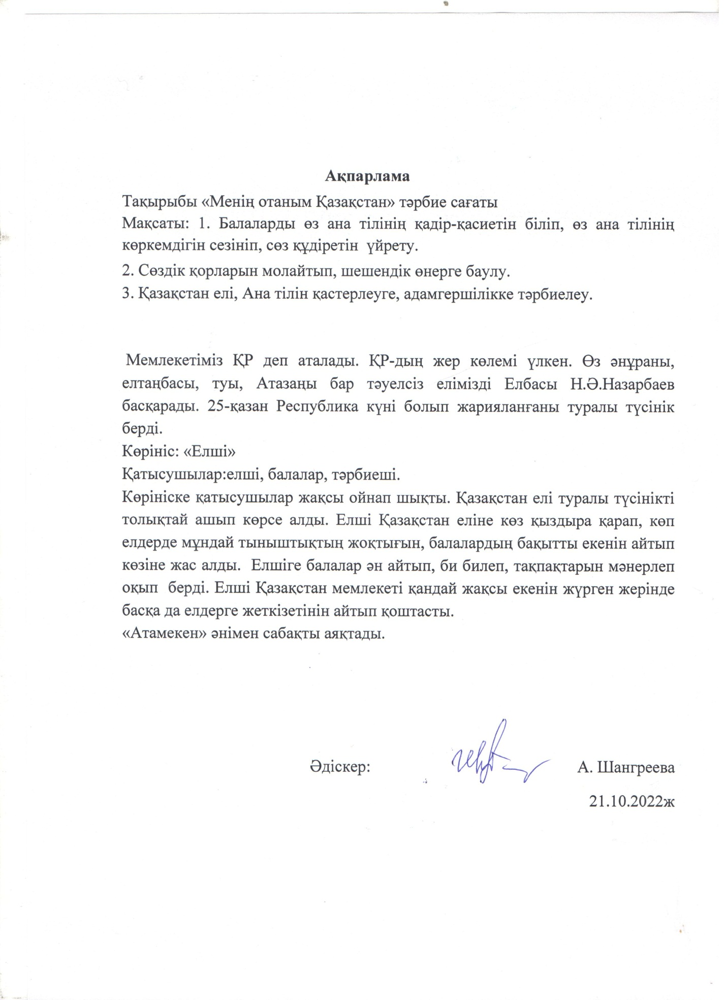 Ақпарлама
Тақырыбы «Менің отаным Қазақстан» тәрбие сағаты
Мақсаты: 1. Балаларды өз ана тілінің қадір-қасиетін біліп, өз ана тілінің
көркемдігін сезініп, сөз құдіретін  үйрету.
2. Сөздік қорларын молайтып, шешендік өнерге баулу.
3. Қазақстан елі, Ана тілін қастерлеуге, адамгершілікке тәрбиелеу.
Мемлекетіміз ҚР деп аталады. ҚР-дың жер көлемі үлкен. Өз әнұраны,
елтаңбасы, туы, Атазаңы бар тәуелсіз елімізді Елбасы Н.Ә.Назарбаев
басқарады. 25-қазан Республика күні болып жарияланғаны туралы түсінік
берді.
Көрініс: «Елші»
Қатысушылар:елші, балалар, тәрбиеші.
Көрініске қатысушылар жақсы ойнап шықты. Қазақстан елі туралы түсінікті
толықтай ашып көрсе алды. Елші Қазақстан еліне көз қыздыра қарап, көп
елдерде мұндай тыныштықтың жоқтығын, балалардың бақытты екенін айтып
көзіне жас алды.  Елшіге балалар ән айтып, би билеп, тақпақтарын мәнерлеп
оқып  берді. Елші Қазақстан мемлекеті қандай жақсы екенін жүрген жерінде
басқа да елдерге жеткізетінін айтып қоштасты.
«Атамекен» әнімен сабақты аяқтады.
Әдіскер: А. Шангреева
21.10.2022ж